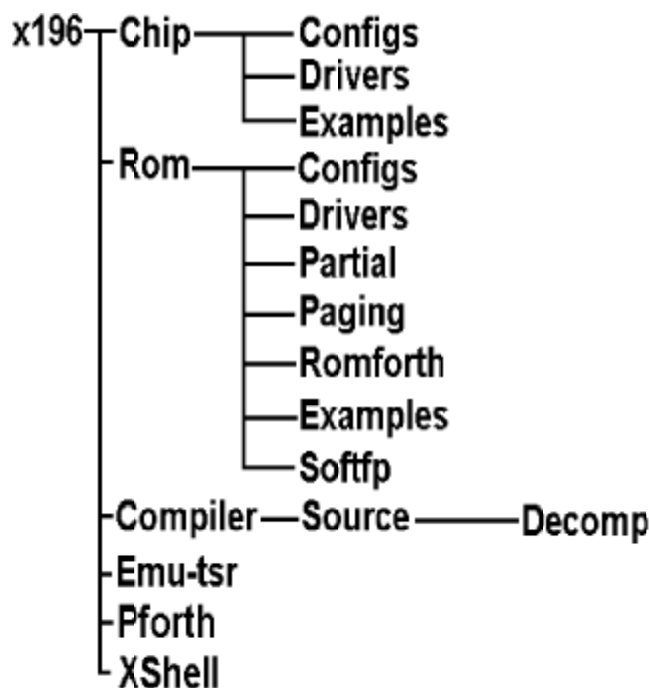 x196 Chip Configs
Drivers
Examples
Rom Configs
Drivers
Partial
Paging
Romforth
Examples
Softfp
Compiler Source Decomp
Emu-tsr
Pforth
XShell